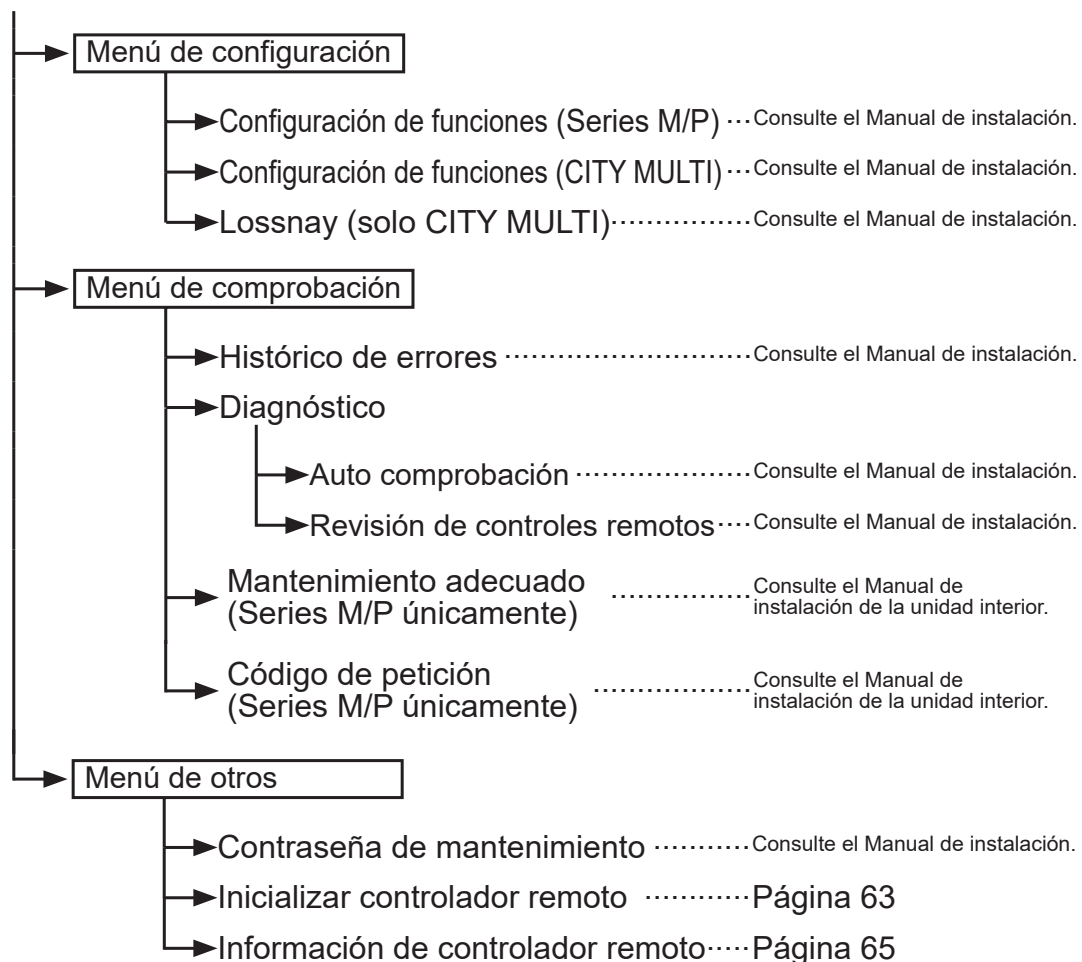 Menú de configuración
Configuración de funciones (Series M/P) ··· Consulte el Manual de instalación.
Configuración de funciones (CITY MULTI) ··· Consulte el Manual de instalación.
Lossnay (solo CITY MULTI) ················ Consulte el Manual de instalación.
Menú de comprobación
Histórico de errores ···························· Consulte el Manual de instalación.
Diagnóstico
Auto comprobación ···················· Consulte el Manual de instalación.
Revisión de controles remotos ···· Consulte el Manual de instalación.
Mantenimiento adecuado
(Series M/P únicamente) ················ Consulte el Manual de
instalación de la unidad interior.
Código de petición
(Series M/P únicamente) ·················· Consulte el Manual de
instalación de la unidad interior.
Menú de otros
Contraseña de mantenimiento ··········· Consulte el Manual de instalación.
Inicializar controlador remoto ············ Página 63
Información de controlador remoto ····· Página 65